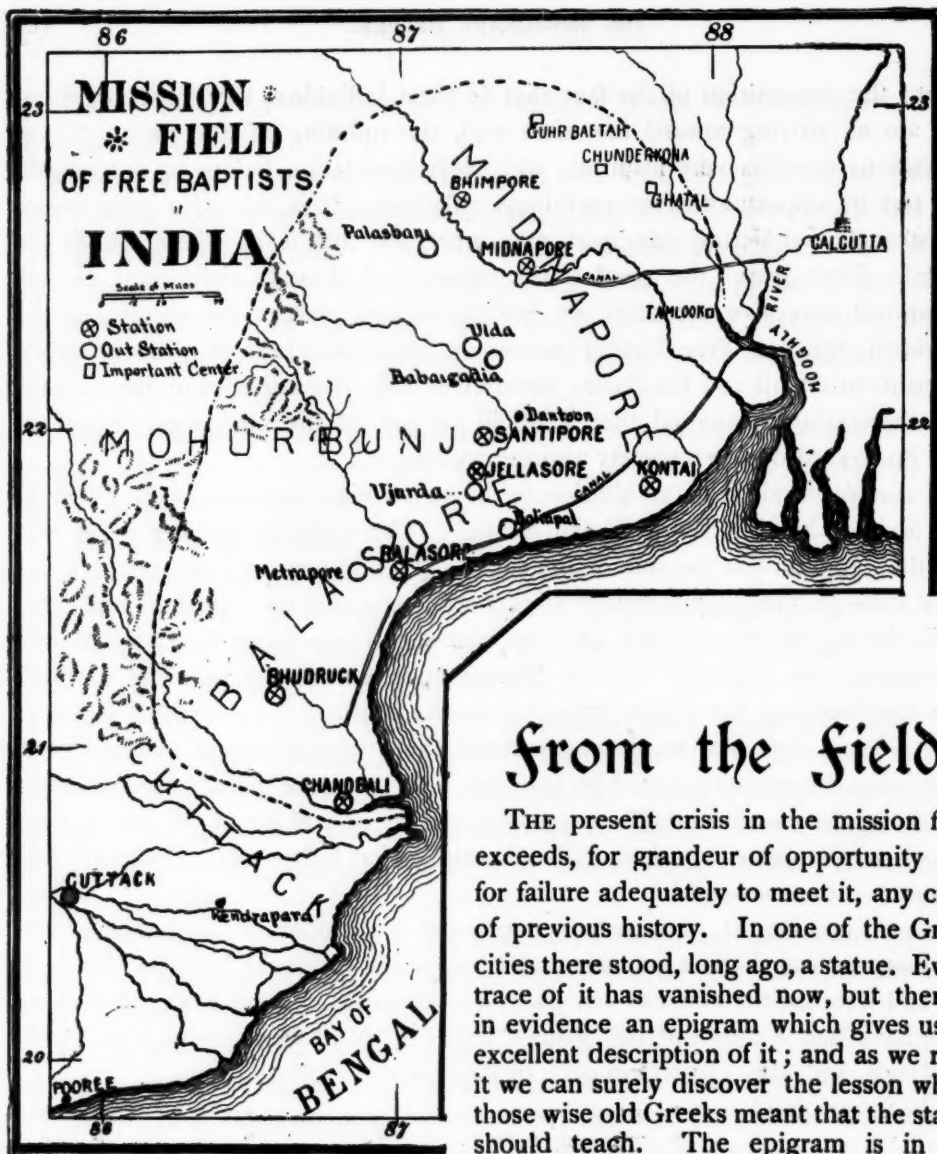 86 87 88
MISSION
FIELD
OF FREE BAPTISTS
IN
INDIA
Scale of Miles
Station
Out Station
Important Center
23 23
GUHRBAETAH
CHUNDERKONA
GHATAL
BHIMPORE
Palasbani
MIDNAPORE
CANAL
CALCUTTA
TAMLOOK
RIVER
HOOGHLY
MIDNAPORE
Dantoon
SANTIPORE
22 22
MOHURBUNJ
JELLASORE
Ujarda
KONTAI
CANAL
BALASORE
Metrapore
BALASORE
BHUDRUCK
21
CHANDBALI
CUTTACK
CUTTACK
Kendrapara
20
POOREE
BAY OF
BENGAL
86 87
From the Field
THE present crisis in the mission f
exceeds, for grandeur of opportunity
for failure adequately to meet it, any c
of previous history. In one of the Gr
cities there stood, long ago, a statue. Ev
trace of it has vanished now, but ther
in evidence an epigram which gives us
excellent description of it; and as we r
it we can surely discover the lesson wh
those wise old Greeks meant that the sta
should teach. The epigram is in